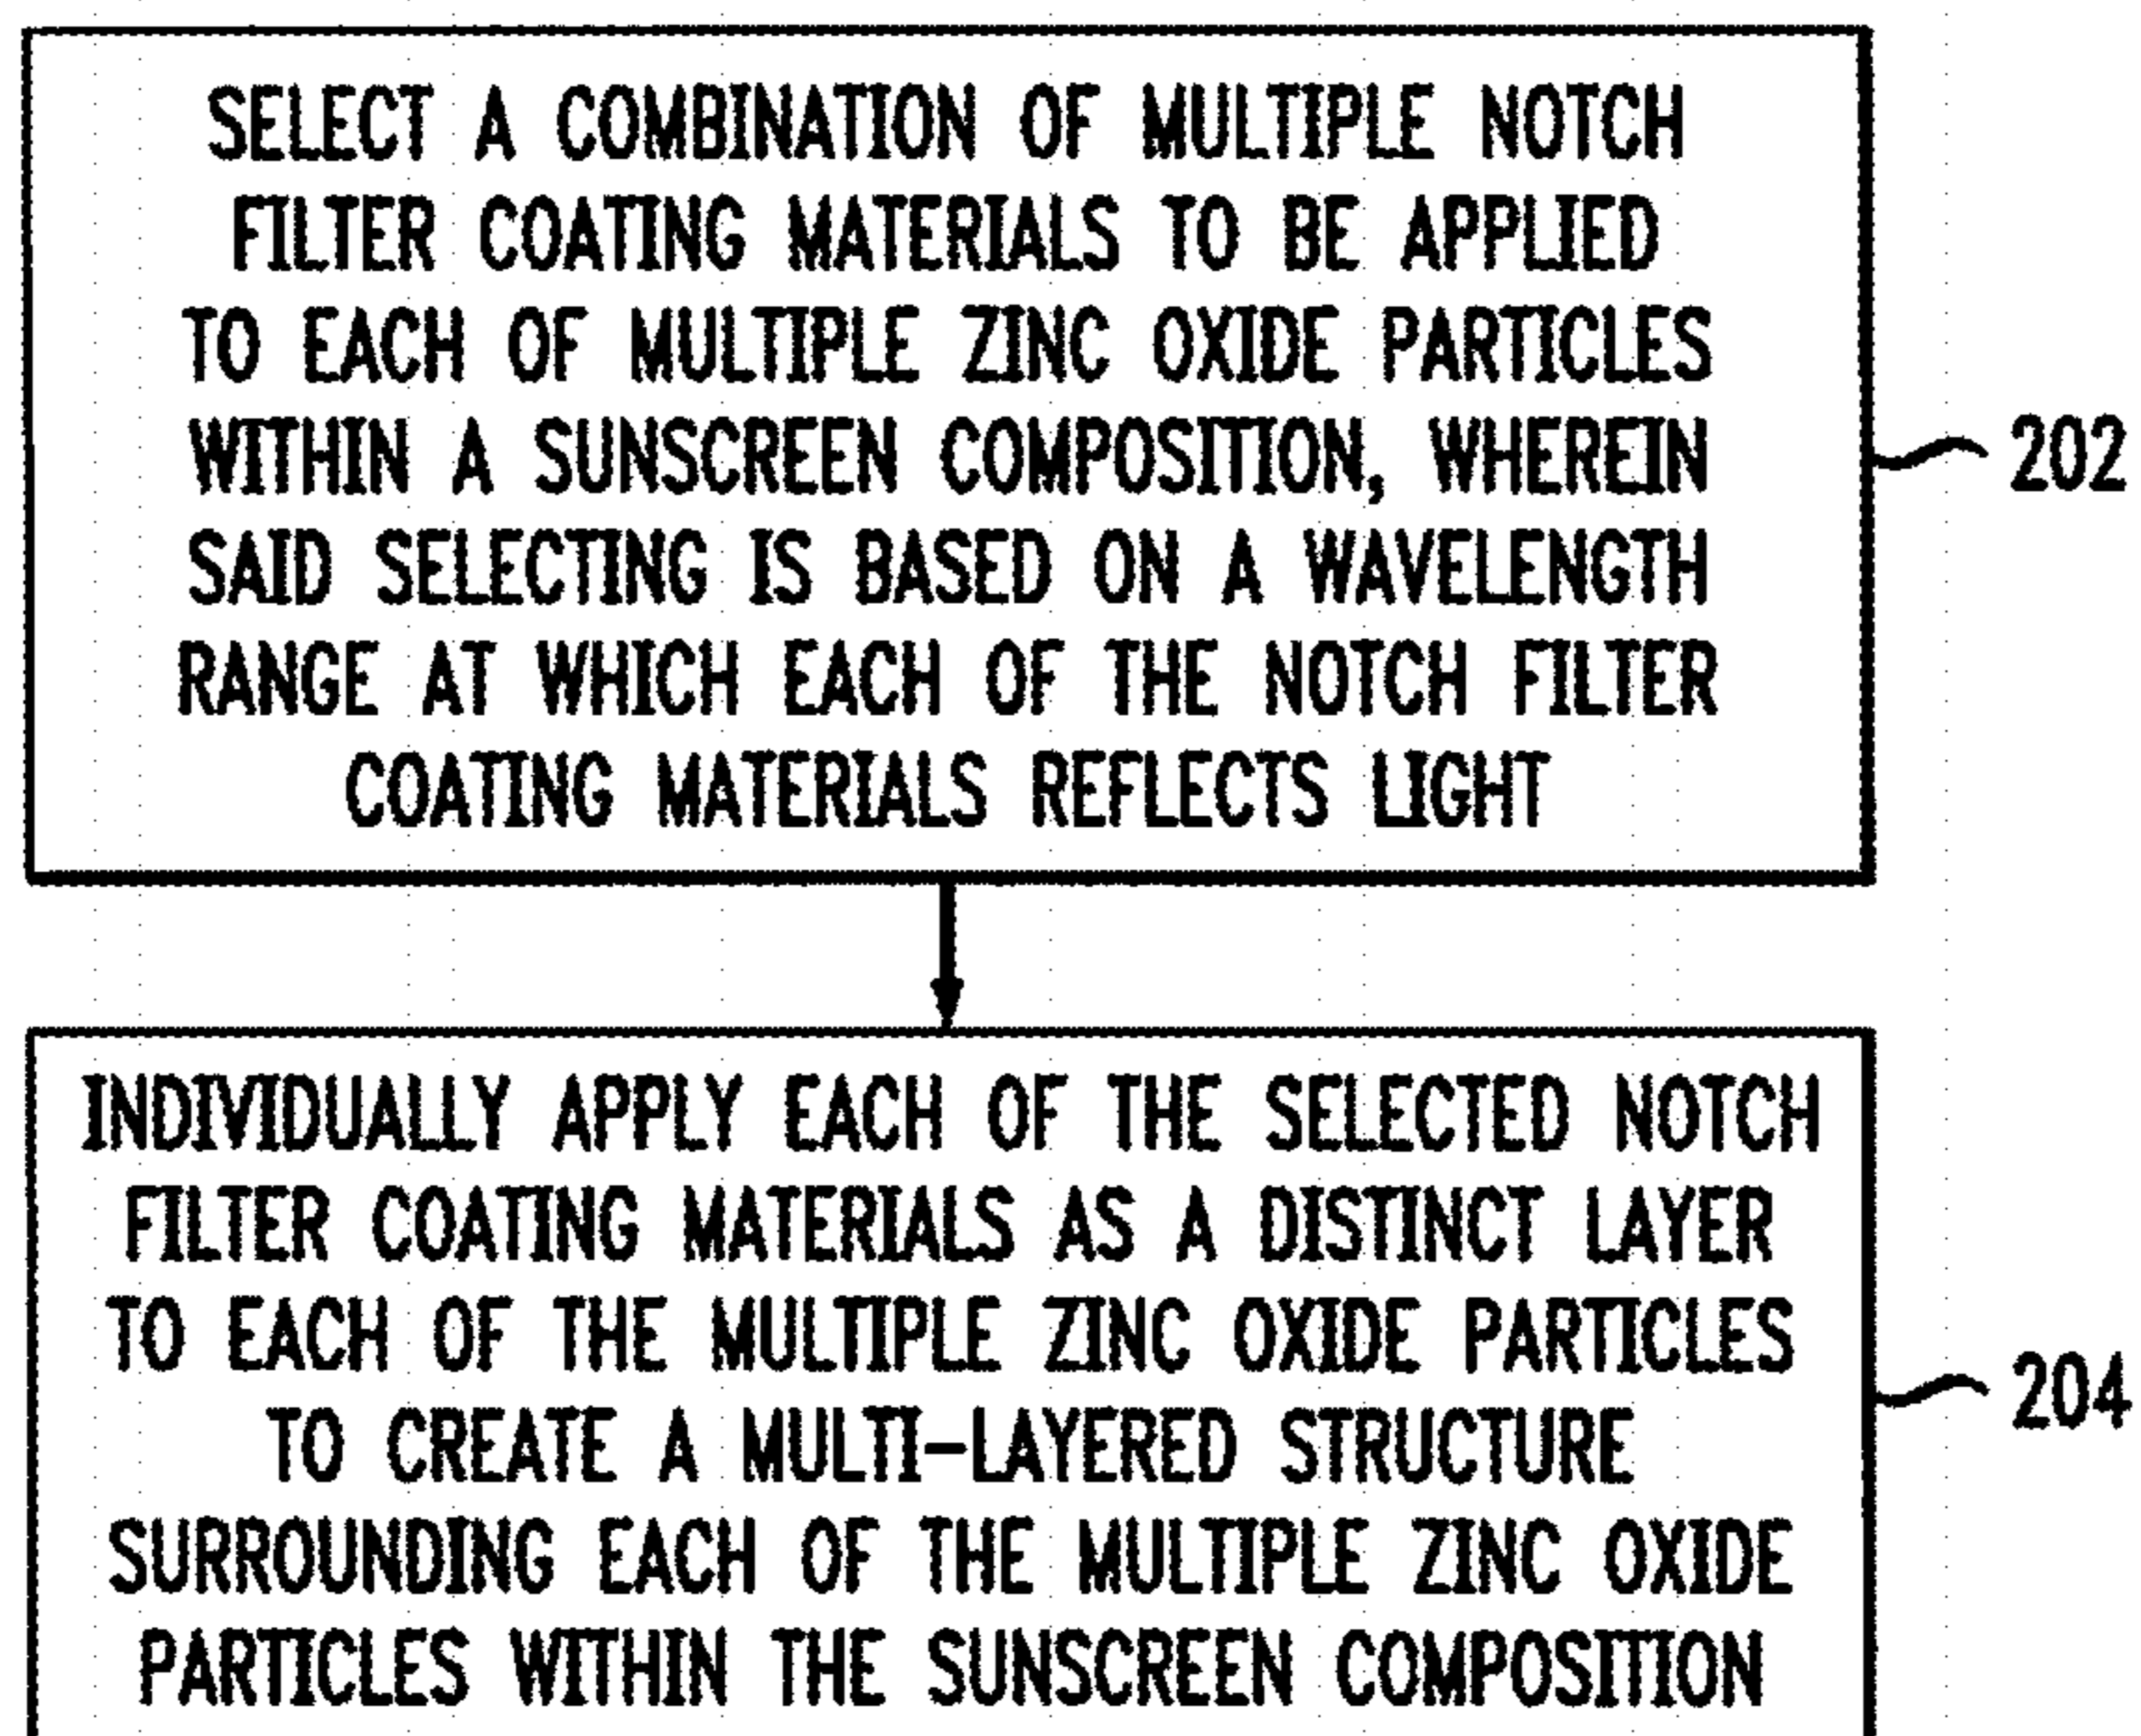 SELECT A COMBINATION OF MULTIPLE NOTCH
FILTER COATING MATERIALS TO BE APPLIED
TO EACH OF MULTIPLE ZINC OXIDE PARTICLES
WITHIN A SUNSCREEN COMPOSITION, WHEREIN
SAID SELECTING IS BASED ON A WAVELENGTH
RANGE AT WHICH EACH OF THE NOTCH FILTER
COATING MATERIALS REFLECTS LIGHT
202
INDIVIDUALLY APPLY EACH OF THE SELECTED NOTCH
FILTER COATING MATERIALS AS A DISTINCT LAYER
TO EACH OF THE MULTIPLE ZINC OXIDE PARTICLES
TO CREATE A MULTI-LAYERED STRUCTURE
SURROUNDING EACH OF THE MULTIPLE ZINC OXIDE
PARTICLES WITHIN THE SUNSCREEN COMPOSITION
204